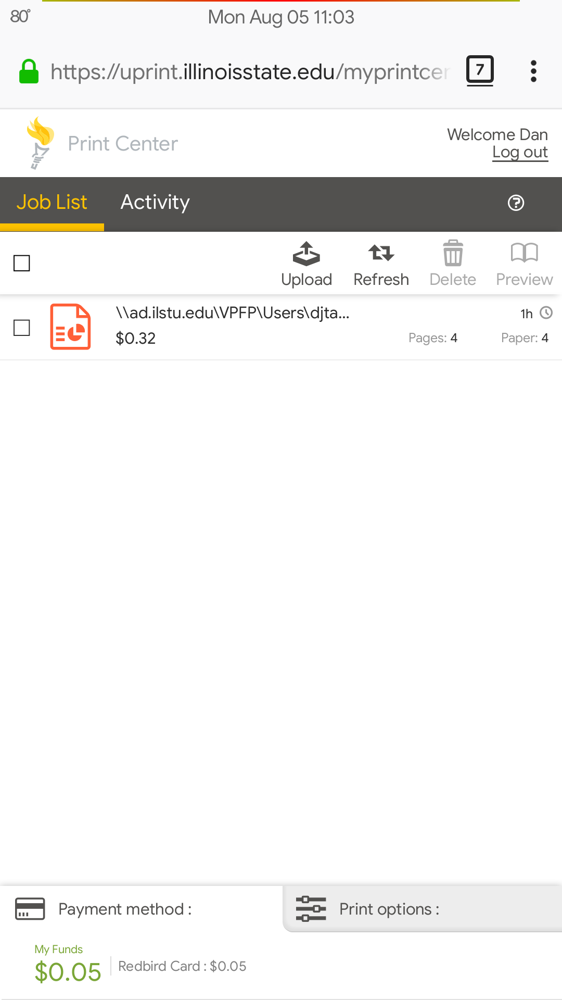 80° Mon Aug 05 11:03
https://uprint.illinoisstate.edu/myprintcer 7
Print Center
Welcome Dan
Log out
Job List Activity
Upload Refresh Delete Preview
\\ad.ilstu.edu\VPFP\Users\djta... 1h
$0.32 Pages: 4 Paper: 4
Payment method : Print options :
My Funds
$0.05 Redbird Card : $0.05